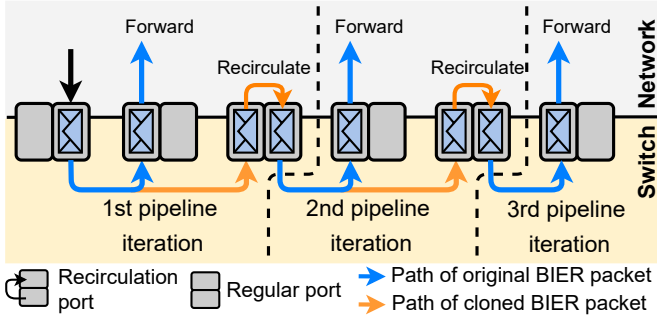 Forward
Forward
Forward
Recirculate
Recirculate
Network
Switch
1st pipeline
iteration
2nd pipeline
iteration
3rd pipeline
iteration
Recirculation
port
Regular port
Path of original BIER packet
Path of cloned BIER packet